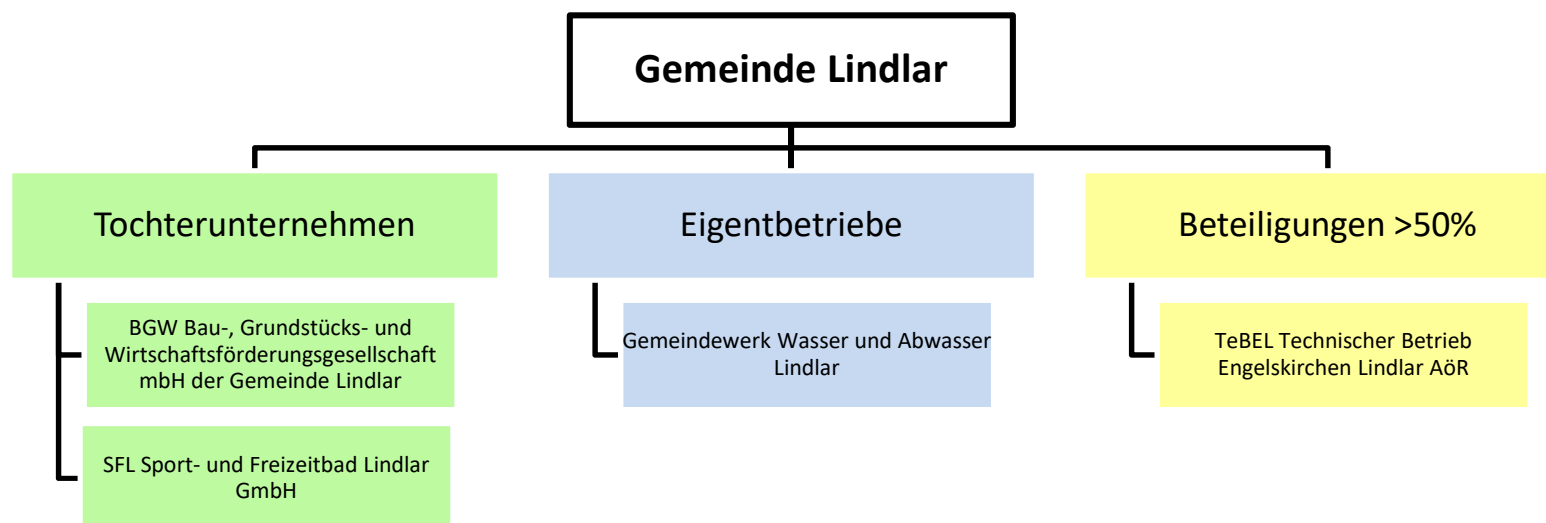 Gemeinde Lindlar
Tochterunternehmen
BGW Bau-, Grundstücks- und
Wirtschaftsförderungsgesellschaft
mbH der Gemeinde Lindlar
SFL Sport- und Freizeitbad Lindlar
GmbH
Eigentbetriebe
Gemeindewerk Wasser und Abwasser
Lindlar
Beteiligungen >50%
TeBEL Technischer Betrieb
Engelskirchen Lindlar AöR